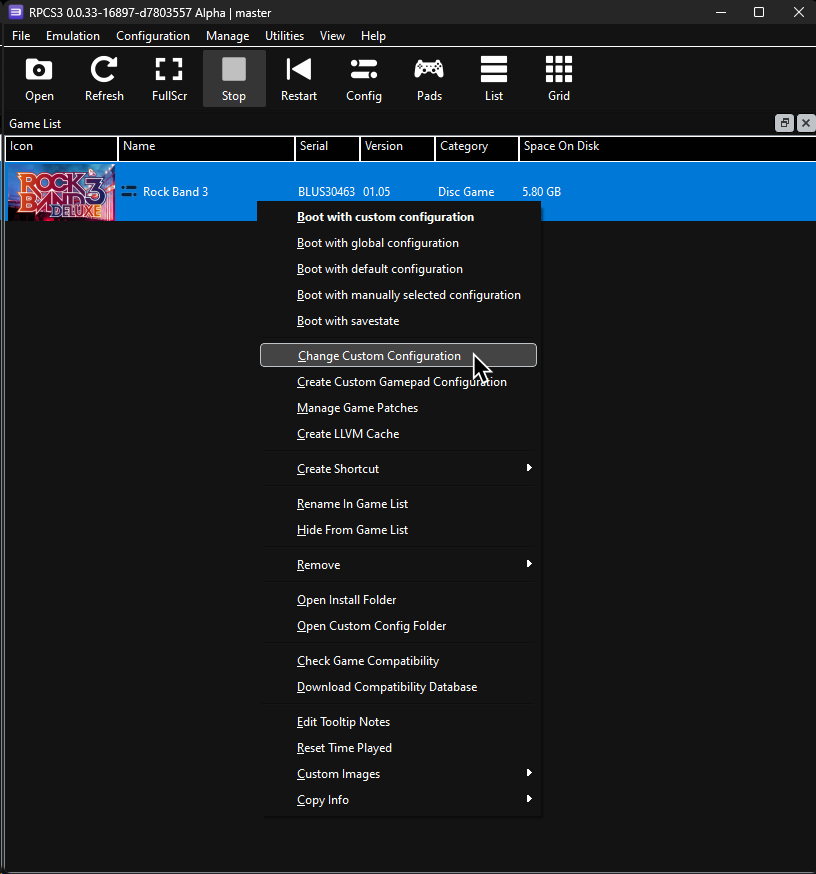 RPCS3 0.0.33-16897-d7803557 Alpha | master
File Emulation Configuration Manage Utilities View Help
Open Refresh FullScr Stop Restart Config Pads List Grid
Game List
Icon Name Serial Version Category Space On Disk
ROCK BAND 3 DELUXE
Rock Band 3 BLUS30463 01.05 Disc Game 5.80 GB
Boot with custom configuration
Boot with global configuration
Boot with default configuration
Boot with manually selected configuration
Boot with savestate
Change Custom Configuration
Create Custom Gamepad Configuration
Manage Game Patches
Create LLVM Cache
Create Shortcut
Rename In Game List
Hide From Game List
Remove
Open Install Folder
Open Custom Config Folder
Check Game Compatibility
Download Compatibility Database
Edit Tooltip Notes
Reset Time Played
Custom Images
Copy Info